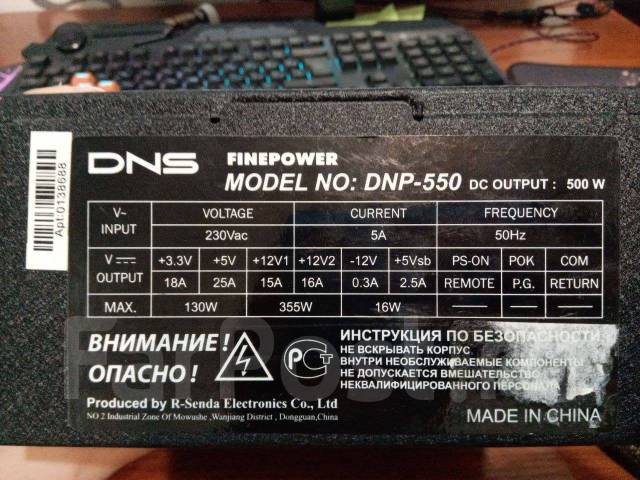 DNS FINEPOWER
MODEL NO: DNP-550 DC OUTPUT : 500 W
V~ INPUT VOLTAGE CURRENT FREQUENCY
230Vac 5A 50Hz
V⎓ OUTPUT +3.3V +5V +12V1 +12V2 -12V +5Vsb PS-ON POK COM
18A 25A 15A 16A 0.3A 2.5A REMOTE P.G. RETURN
MAX. 130W 355W 16W —— —— ——
Apt:0138688
ВНИМАНИЕ!
ОПАСНО!
РСТ
ИНСТРУКЦИЯ ПО БЕЗОПАСНОСТИ
НЕ ВСКРЫВАТЬ КОРПУС
ВНУТРИ НЕОБСЛУЖИВАЕМЫЕ КОМПОНЕНТЫ
НЕ ДОПУСКАЕТСЯ ВМЕШАТЕЛЬСТВО
НЕКВАЛИФИЦИРОВАННОГО ПЕРСОНАЛА
Produced by R-Senda Electronics Co., Ltd
NO 2 Industrial Zone Of Mowushe ,Wanjiang District , Dongguan,China
MADE IN CHINA
FarPost